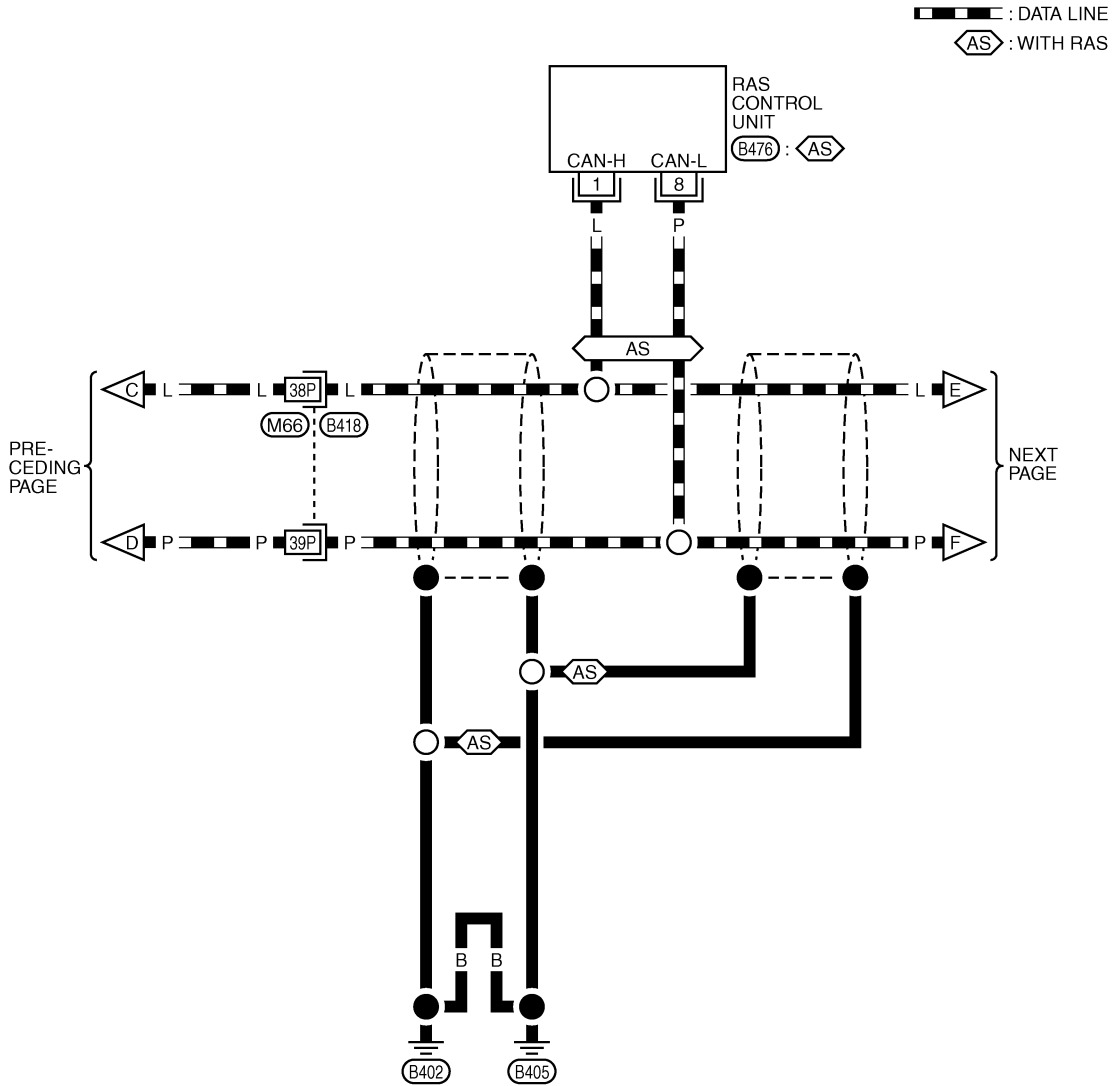 : DATA LINE
AS : WITH RAS
RAS
CONTROL
UNIT
B476 : AS
CAN-H CAN-L
1 8
L P
AS
C L L 38P L L E
M66 B418
PRE-
CEDING
PAGE
NEXT
PAGE
D P P 39P P P F
AS
AS
B B
B402 B405